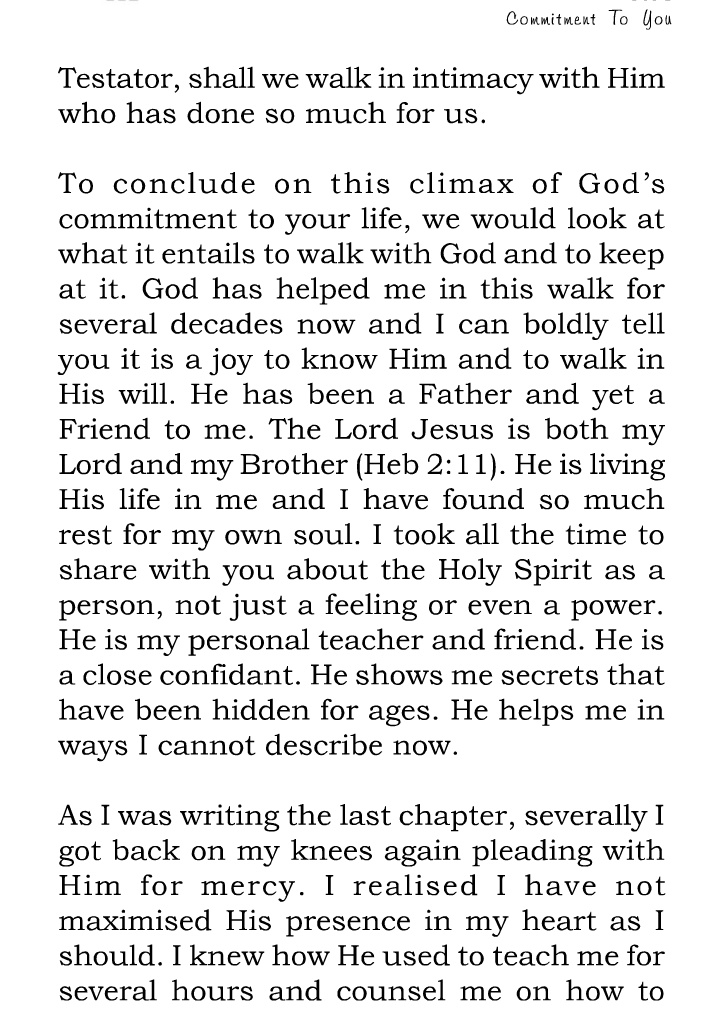 Commitment To You
Testator, shall we walk in intimacy with Him
who has done so much for us.
To conclude on this climax of God's
commitment to your life, we would look at
what it entails to walk with God and to keep
at it. God has helped me in this walk for
several decades now and I can boldly tell
you it is a joy to know Him and to walk in
His will. He has been a Father and yet a
Friend to me. The Lord Jesus is both my
Lord and my Brother (Heb 2:11). He is living
His life in me and I have found so much
rest for my own soul. I took all the time to
share with you about the Holy Spirit as a
person, not just a feeling or even a power.
He is my personal teacher and friend. He is
a close confidant. He shows me secrets that
have been hidden for ages. He helps me in
ways I cannot describe now.
As I was writing the last chapter, severally I
got back on my knees again pleading with
Him for mercy. I realised I have not
maximised His presence in my heart as I
should. I knew how He used to teach me for
several hours and counsel me on how to